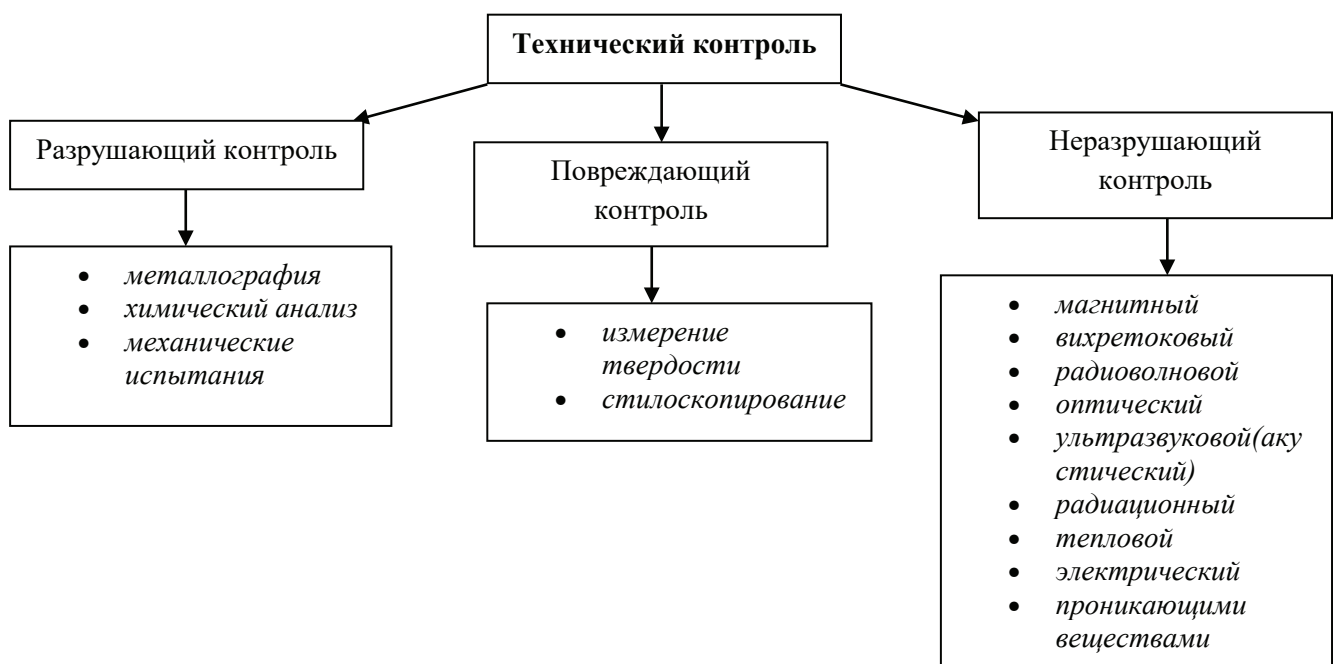 Технический контроль
Разрушающий контроль
Повреждающий
контроль
Неразрушающий
контроль
• металлография
• химический анализ
• механические
испытания
• измерение
твердости
• стилоскопирование
• магнитный
• вихретоковый
• радиоволновой
• оптический
• ультразвуковой(аку
стический)
• радиационный
• тепловой
• электрический
• проникающими
веществами